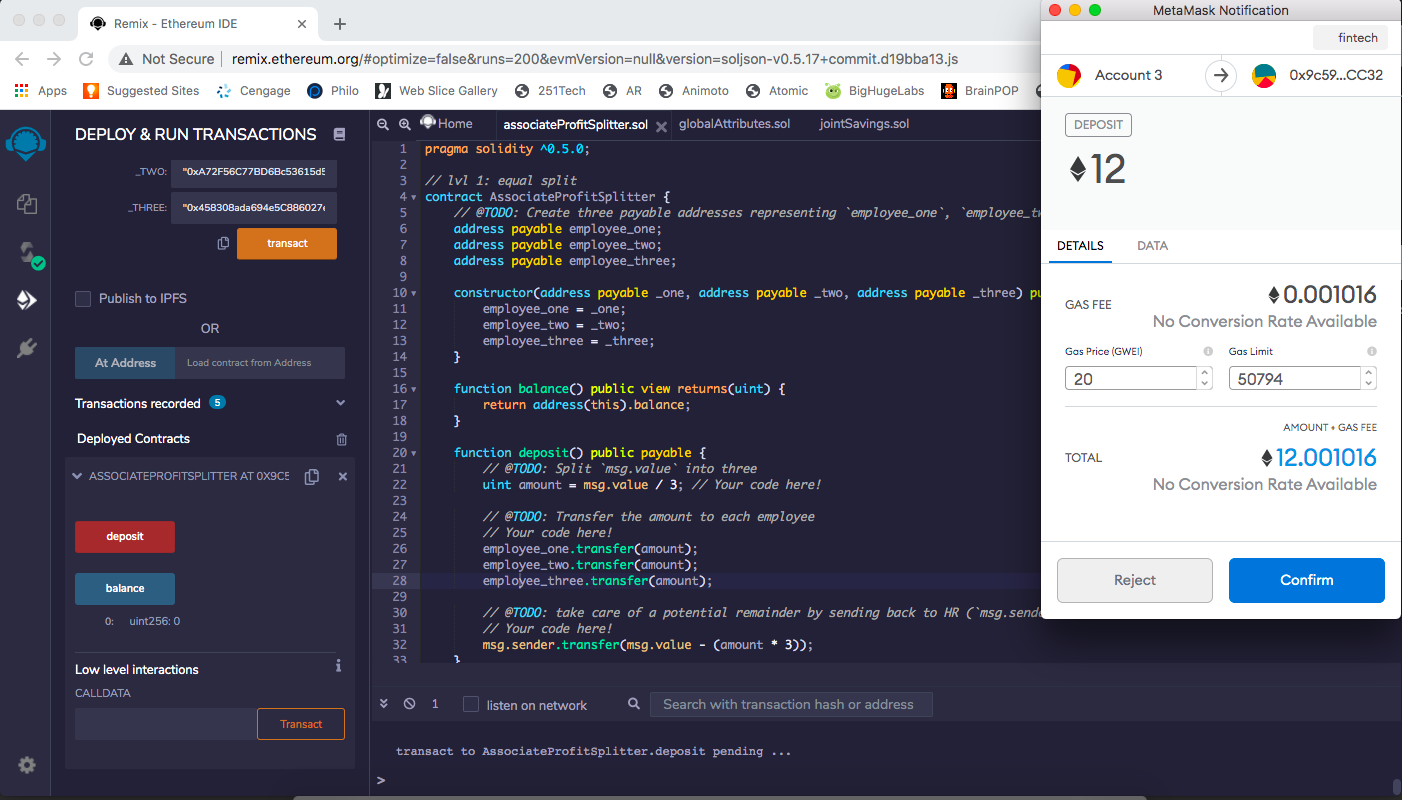 Remix - Ethereum IDE
Not Secure
remix.ethereum.org/#optimize=false&runs=200&evmVersion=null&version=soljson-v0.5.17+commit.d19bba13.js
Apps
Suggested Sites
Cengage
Philo
Web Slice Gallery
251Tech
AR
Animoto
Atomic
BigHugeLabs
BrainPOP
DEPLOY & RUN TRANSACTIONS
_TWO:
"0xA72F56C77BD6Bc53615d5
_THREE:
"0x458308ada694e5C886027e
transact
Publish to IPFS
OR
At Address
Load contract from Address
Transactions recorded 5
Deployed Contracts
ASSOCIATEPROFITSPLITTER AT 0X9C5
deposit
balance
0: uint256: 0
Low level interactions
CALLDATA
Transact
Home
associateProfitSplitter.sol
globalAttributes.sol
jointSavings.sol
1 pragma solidity ^0.5.0;
2
3 // lvl 1: equal split
4 contract AssociateProfitSplitter {
5 // @TODO: Create three payable addresses representing `employee_one`, `employee_tw
6 address payable employee_one;
7 address payable employee_two;
8 address payable employee_three;
9
10 constructor(address payable _one, address payable _two, address payable _three) pu
11 employee_one = _one;
12 employee_two = _two;
13 employee_three = _three;
14 }
15
16 function balance() public view returns(uint) {
17 return address(this).balance;
18 }
19
20 function deposit() public payable {
21 // @TODO: Split `msg.value` into three
22 uint amount = msg.value / 3; // Your code here!
23
24 // @TODO: Transfer the amount to each employee
25 // Your code here!
26 employee_one.transfer(amount);
27 employee_two.transfer(amount);
28 employee_three.transfer(amount);
29
30 // @TODO: take care of a potential remainder by sending back to HR (`msg.sende
31 // Your code here!
32 msg.sender.transfer(msg.value - (amount * 3));
33 }
1
listen on network
Search with transaction hash or address
transact to AssociateProfitSplitter.deposit pending ...
>
MetaMask Notification
fintech
Account 3
0x9c59...CC32
DEPOSIT
12
DETAILS
DATA
GAS FEE
0.001016
No Conversion Rate Available
Gas Price (GWEI)
Gas Limit
20
50794
AMOUNT + GAS FEE
TOTAL
12.001016
No Conversion Rate Available
Reject
Confirm